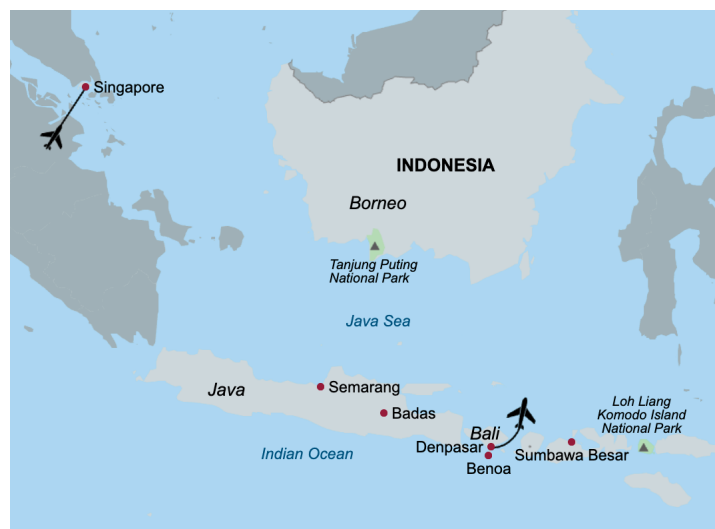 Singapore
INDONESIA
Borneo
Tanjung Puting
National Park
Java Sea
Java
Semarang
Badas
Loh Liang
Komodo Island
National Park
Bali
Denpasar
Indian Ocean
Sumbawa Besar
Benoa